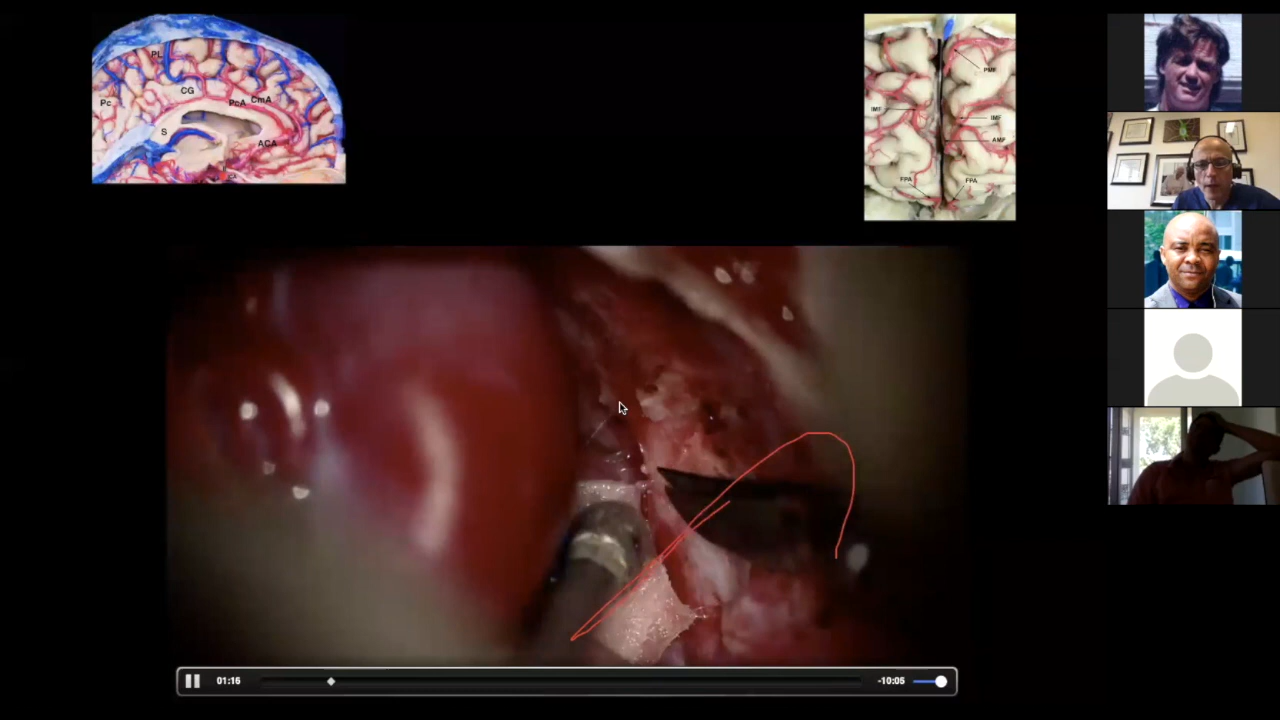 PL
CG
Pc
PcA
CmA
S
ACA
PMF
IMF
IMF
AMF
FPA
FPA
01:16
-10:05